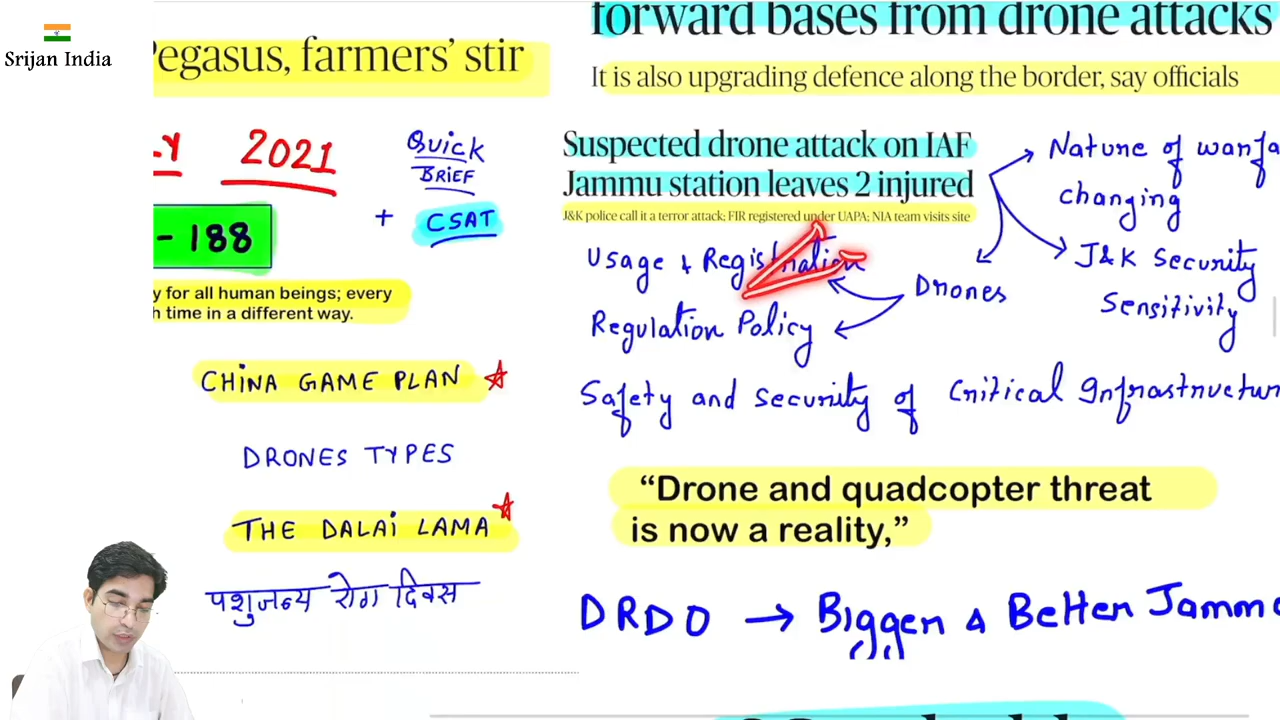 Srijan India
Pegasus, farmers' stir
2021
QUICK
BRIEF
+ CSAT
- 188
y for all human beings; every
h time in a different way.
CHINA GAME PLAN
DRONES TYPES
THE DALAI LAMA
पशुजन्य रोग दिवस
forward bases from drone attacks
It is also upgrading defence along the border, say officials
Suspected drone attack on IAF
Jammu station leaves 2 injured
J&K police call it a terror attack; FIR registered under UAPA; NIA team visits site
Nature of
changing
J&K Security
Sensitivity
Drones
Usage & Registration
Regulation Policy
Safety and security of Critical
"Drone and quadcopter threat
is now a reality,"
DRDO → Bigger & Better